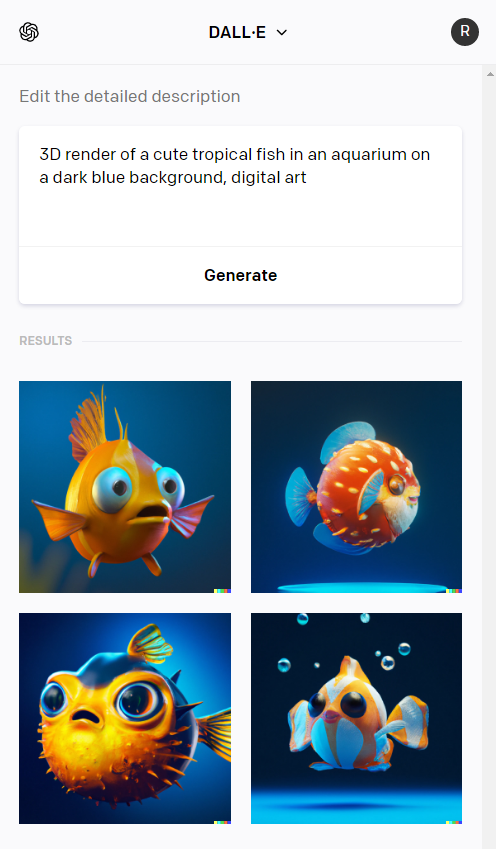 DALL·E
R
Edit the detailed description
3D render of a cute tropical fish in an aquarium on
a dark blue background, digital art
Generate
RESULTS